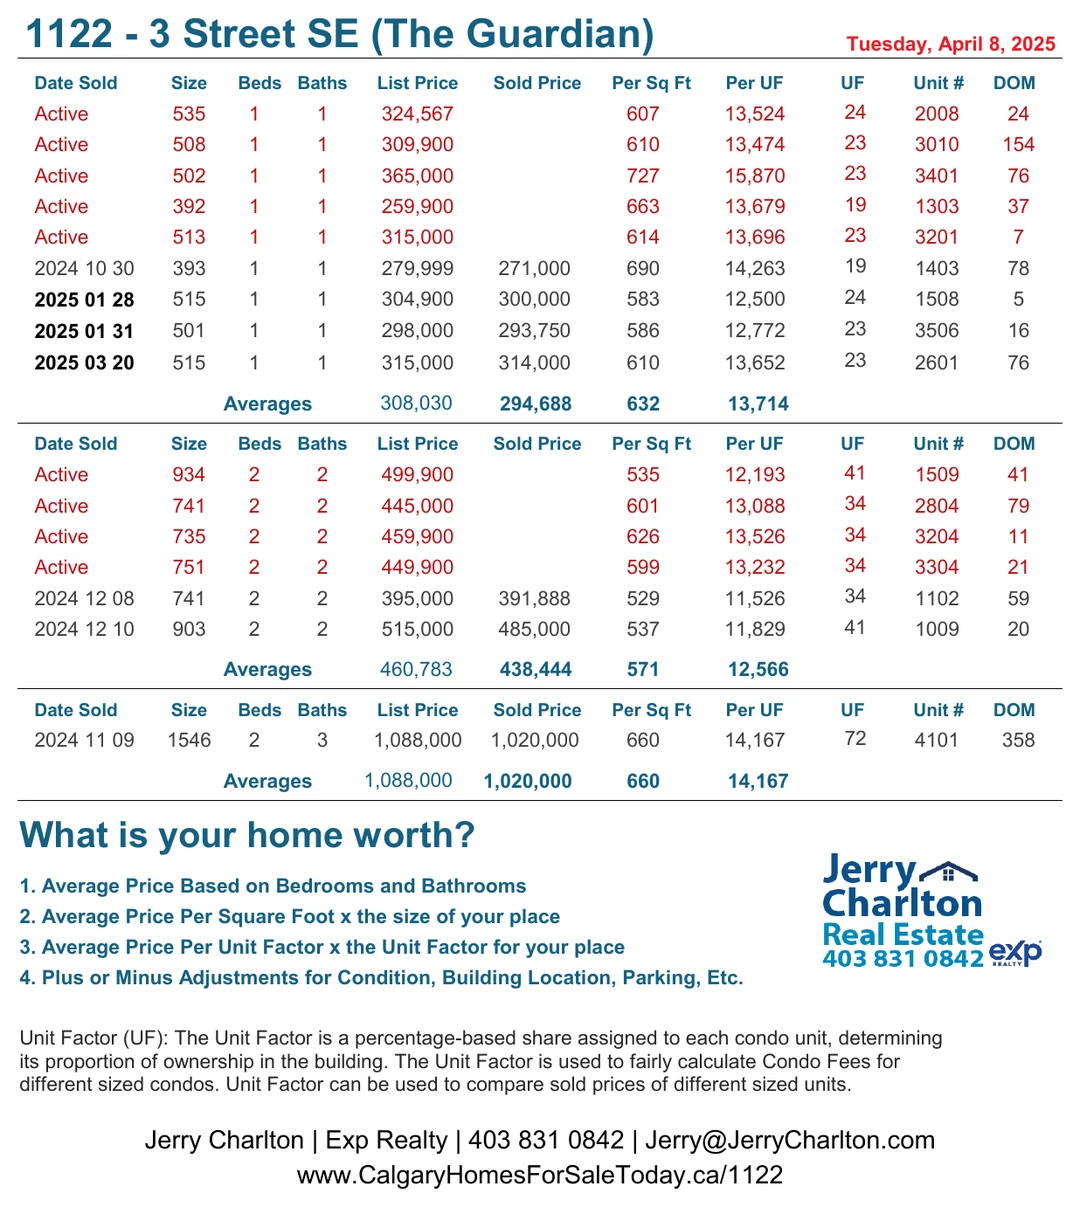 1122 - 3 Street SE (The Guardian)
Tuesday, April 8, 2025
Date Sold Size Beds Baths List Price Sold Price Per Sq Ft Per UF UF Unit # DOM
Active 535 1 1 324,567 607 13,524 24 2008 24
Active 508 1 1 309,900 610 13,474 23 3010 154
Active 502 1 1 365,000 727 15,870 23 3401 76
Active 392 1 1 259,900 663 13,679 19 1303 37
Active 513 1 1 315,000 614 13,696 23 3201 7
2024 10 30 393 1 1 279,999 271,000 690 14,263 19 1403 78
2025 01 28 515 1 1 304,900 300,000 583 12,500 24 1508 5
2025 01 31 501 1 1 298,000 293,750 586 12,772 23 3506 16
2025 03 20 515 1 1 315,000 314,000 610 13,652 23 2601 76
Averages 308,030 294,688 632 13,714
Date Sold Size Beds Baths List Price Sold Price Per Sq Ft Per UF UF Unit # DOM
Active 934 2 2 499,900 535 12,193 41 1509 41
Active 741 2 2 445,000 601 13,088 34 2804 79
Active 735 2 2 459,900 626 13,526 34 3204 11
Active 751 2 2 449,900 599 13,232 34 3304 21
2024 12 08 741 2 2 395,000 391,888 529 11,526 34 1102 59
2024 12 10 903 2 2 515,000 485,000 537 11,829 41 1009 20
Averages 460,783 438,444 571 12,566
Date Sold Size Beds Baths List Price Sold Price Per Sq Ft Per UF UF Unit # DOM
2024 11 09 1546 2 3 1,088,000 1,020,000 660 14,167 72 4101 358
Averages 1,088,000 1,020,000 660 14,167
What is your home worth?
1. Average Price Based on Bedrooms and Bathrooms
2. Average Price Per Square Foot x the size of your place
3. Average Price Per Unit Factor x the Unit Factor for your place
4. Plus or Minus Adjustments for Condition, Building Location, Parking, Etc.
Jerry
Charlton
Real Estate
403 831 0842 exp
REALTY
Unit Factor (UF): The Unit Factor is a percentage-based share assigned to each condo unit, determining
its proportion of ownership in the building. The Unit Factor is used to fairly calculate Condo Fees for
different sized condos. Unit Factor can be used to compare sold prices of different sized units.
Jerry Charlton | Exp Realty | 403 831 0842 | Jerry@JerryCharlton.com
www.CalgaryHomesForSaleToday.ca/1122